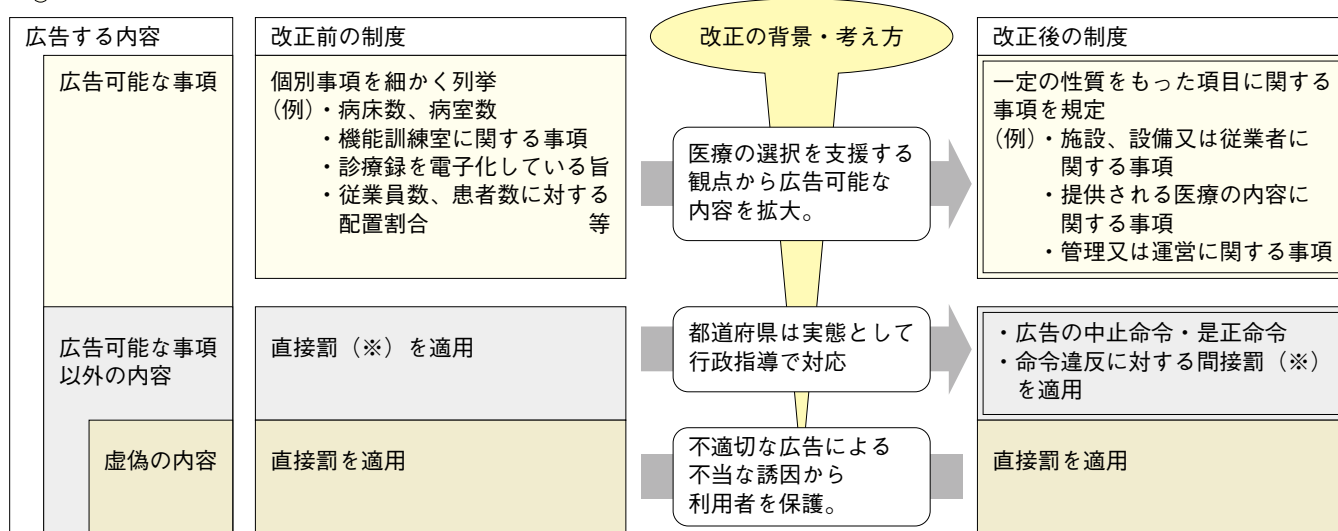 広告する内容
改正前の制度
改正の背景・考え方
改正後の制度
広告可能な事項
個別事項を細かく列挙
(例)・病床数、病室数
・機能訓練室に関する事項
・診療録を電子化している旨
・従業員数、患者数に対する
配置割合 等
医療の選択を支援する
観点から広告可能な
内容を拡大。
一定の性質をもった項目に関する
事項を規定
(例)・施設、設備又は従業者に
関する事項
・提供される医療の内容に
関する事項
・管理又は運営に関する事項
広告可能な事項
以外の内容
直接罰(※)を適用
都道府県は実態として
行政指導で対応
・広告の中止命令・是正命令
・命令違反に対する間接罰(※)
を適用
虚偽の内容
直接罰を適用
不適切な広告による
不当な誘因から
利用者を保護。
直接罰を適用